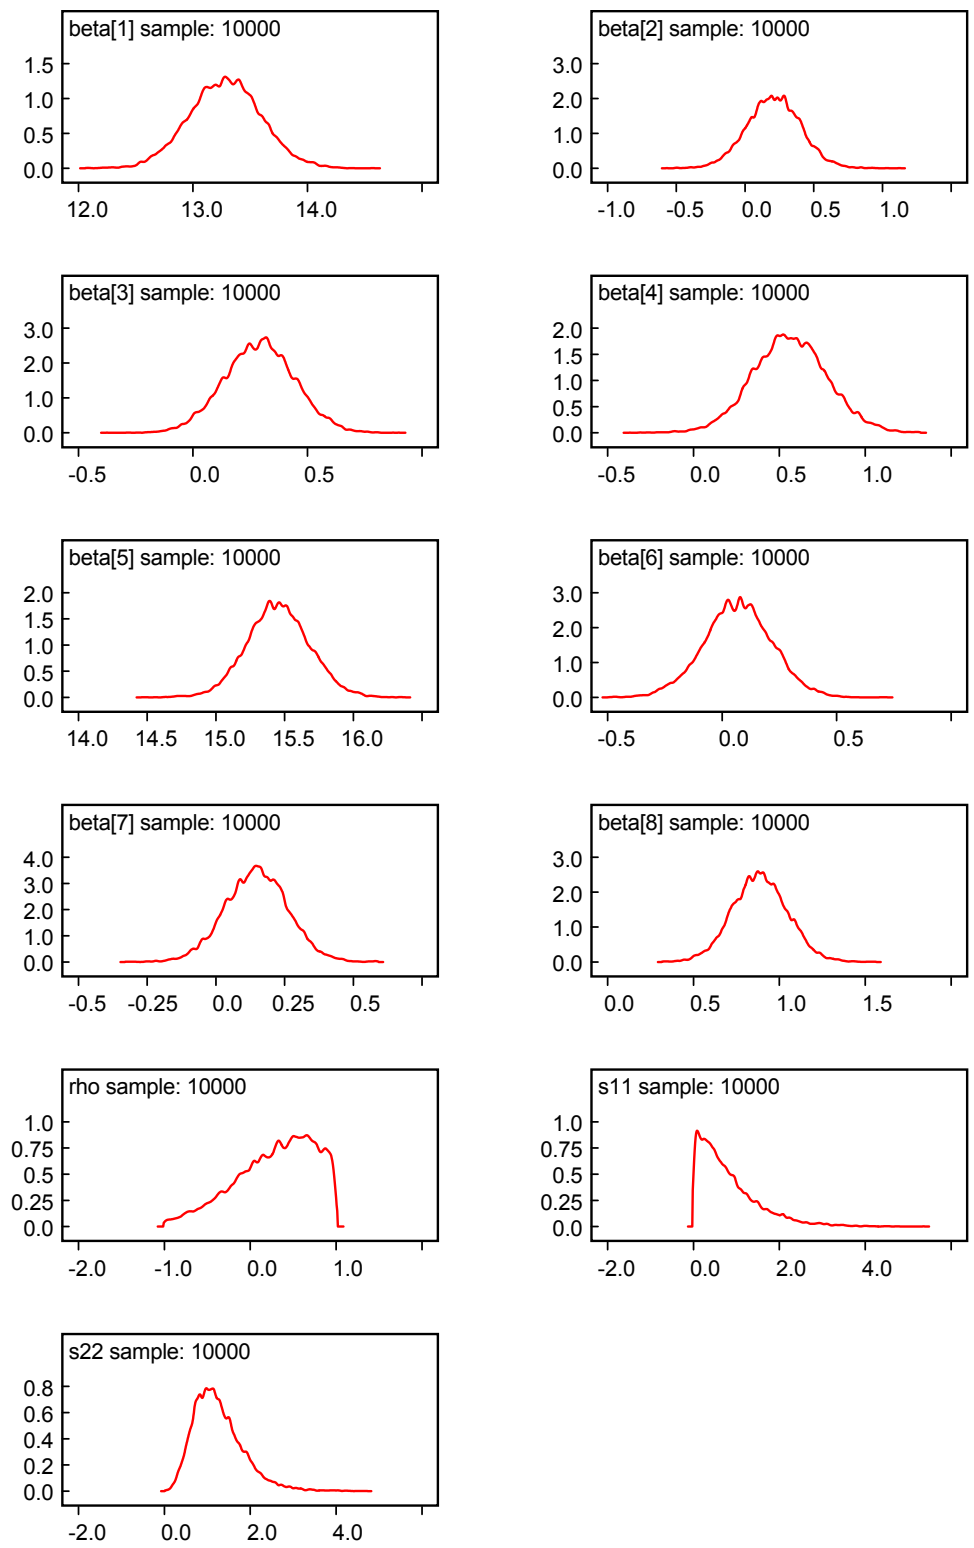 beta[1] sample: 10000
1.5
1.0
0.5
0.0
12.0 13.0 14.0
beta[2] sample: 10000
3.0
2.0
1.0
0.0
-1.0 -0.5 0.0 0.5 1.0
beta[3] sample: 10000
3.0
2.0
1.0
0.0
-0.5 0.0 0.5
beta[4] sample: 10000
2.0
1.5
1.0
0.5
0.0
-0.5 0.0 0.5 1.0
beta[5] sample: 10000
2.0
1.5
1.0
0.5
0.0
14.0 14.5 15.0 15.5 16.0
beta[6] sample: 10000
3.0
2.0
1.0
0.0
-0.5 0.0 0.5
beta[7] sample: 10000
4.0
3.0
2.0
1.0
0.0
-0.5 -0.25 0.0 0.25 0.5
beta[8] sample: 10000
3.0
2.0
1.0
0.0
0.0 0.5 1.0 1.5
rho sample: 10000
1.0
0.75
0.5
0.25
0.0
-2.0 -1.0 0.0 1.0
s11 sample: 10000
1.0
0.75
0.5
0.25
0.0
-2.0 0.0 2.0 4.0
s22 sample: 10000
0.8
0.6
0.4
0.2
0.0
-2.0 0.0 2.0 4.0